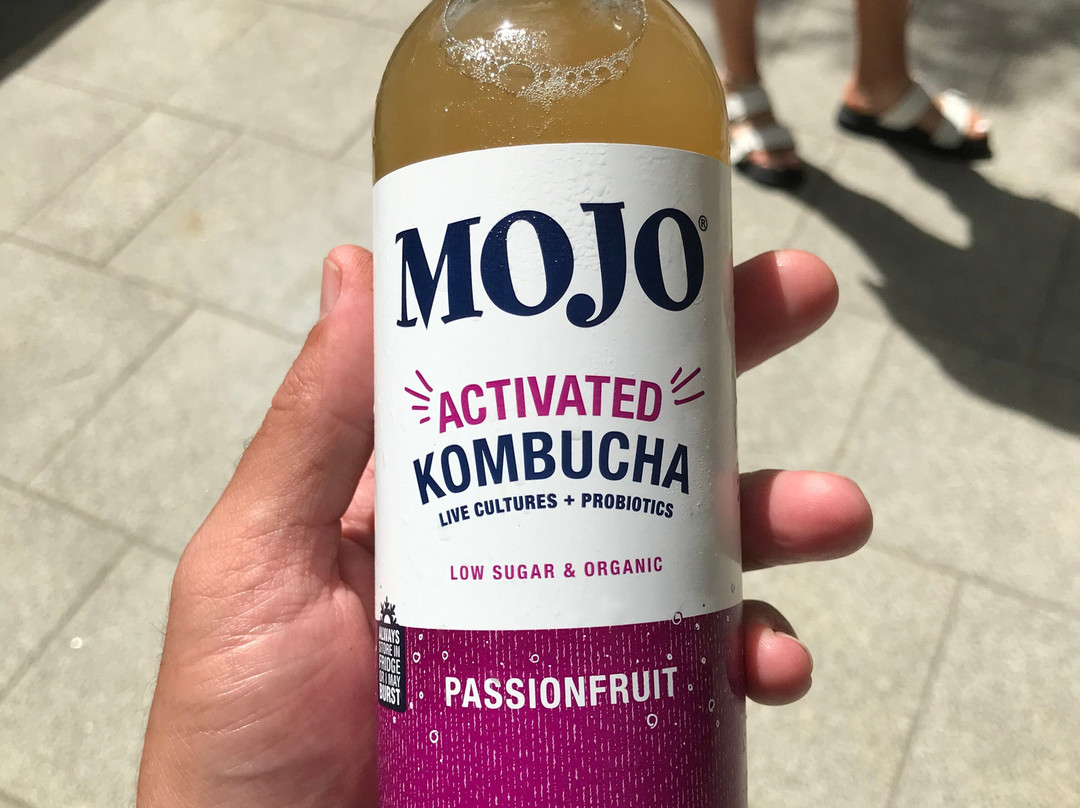 MOJO®
ACTIVATED
KOMBUCHA
LIVE CULTURES + PROBIOTICS
LOW SUGAR & ORGANIC
ALWAYS
STORE IN
FRIDGE
OR I MAY
BURST
PASSIONFRUIT